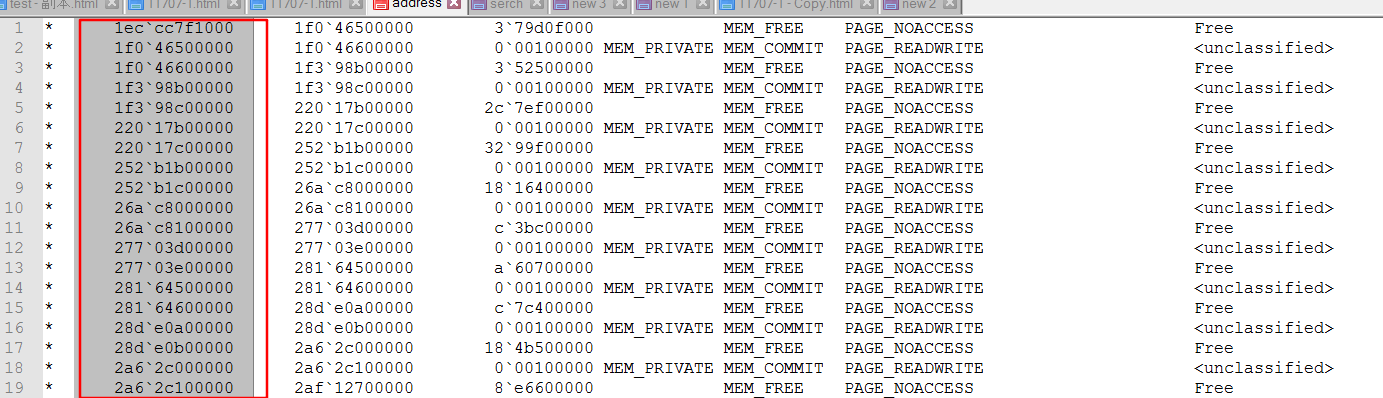 test - 副本.html 11707-1.html 11707-1.html address serch new 3 new 1 11707-1 - Copy.html new 2
1 * 1ec`cc7f1000 1f0`46500000 3`79d0f000 MEM_FREE PAGE_NOACCESS Free
2 * 1f0`46500000 1f0`46600000 0`00100000 MEM_PRIVATE MEM_COMMIT PAGE_READWRITE <unclassified>
3 * 1f0`46600000 1f3`98b00000 3`52500000 MEM_FREE PAGE_NOACCESS Free
4 * 1f3`98b00000 1f3`98c00000 0`00100000 MEM_PRIVATE MEM_COMMIT PAGE_READWRITE <unclassified>
5 * 1f3`98c00000 220`17b00000 2c`7ef00000 MEM_FREE PAGE_NOACCESS Free
6 * 220`17b00000 220`17c00000 0`00100000 MEM_PRIVATE MEM_COMMIT PAGE_READWRITE <unclassified>
7 * 220`17c00000 252`b1b00000 32`99f00000 MEM_FREE PAGE_NOACCESS Free
8 * 252`b1b00000 252`b1c00000 0`00100000 MEM_PRIVATE MEM_COMMIT PAGE_READWRITE <unclassified>
9 * 252`b1c00000 26a`c8000000 18`16400000 MEM_FREE PAGE_NOACCESS Free
10 * 26a`c8000000 26a`c8100000 0`00100000 MEM_PRIVATE MEM_COMMIT PAGE_READWRITE <unclassified>
11 * 26a`c8100000 277`03d00000 c`3bc00000 MEM_FREE PAGE_NOACCESS Free
12 * 277`03d00000 277`03e00000 0`00100000 MEM_PRIVATE MEM_COMMIT PAGE_READWRITE <unclassified>
13 * 277`03e00000 281`64500000 a`60700000 MEM_FREE PAGE_NOACCESS Free
14 * 281`64500000 281`64600000 0`00100000 MEM_PRIVATE MEM_COMMIT PAGE_READWRITE <unclassified>
15 * 281`64600000 28d`e0a00000 c`7c400000 MEM_FREE PAGE_NOACCESS Free
16 * 28d`e0a00000 28d`e0b00000 0`00100000 MEM_PRIVATE MEM_COMMIT PAGE_READWRITE <unclassified>
17 * 28d`e0b00000 2a6`2c000000 18`4b500000 MEM_FREE PAGE_NOACCESS Free
18 * 2a6`2c000000 2a6`2c100000 0`00100000 MEM_PRIVATE MEM_COMMIT PAGE_READWRITE <unclassified>
19 * 2a6`2c100000 2af`12700000 8`e6600000 MEM_FREE PAGE_NOACCESS Free